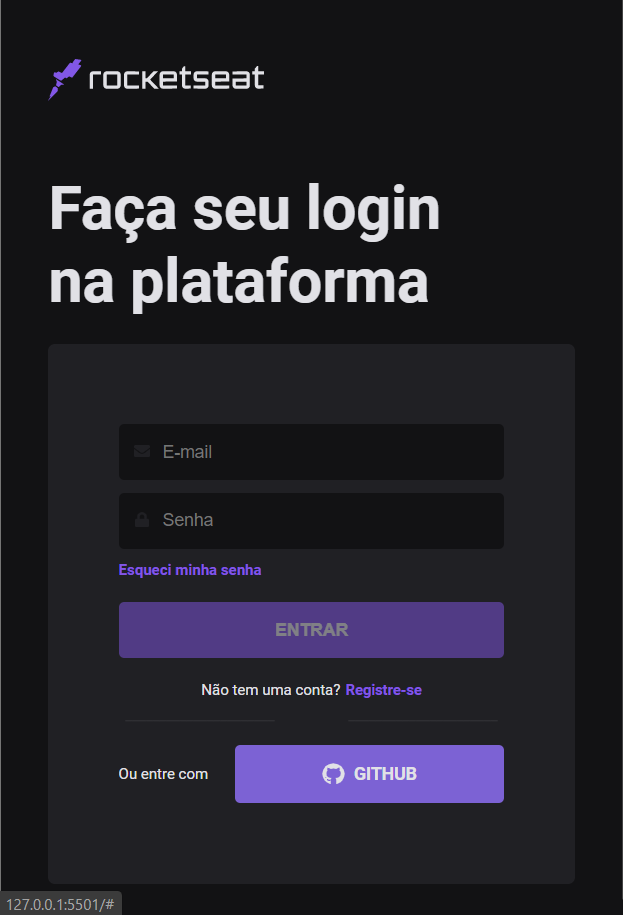 rocketseat
Faça seu login
na plataforma
E-mail
Senha
Esqueci minha senha
ENTRAR
Não tem uma conta? Registre-se
Ou entre com
GITHUB
127.0.0.1:5501/#